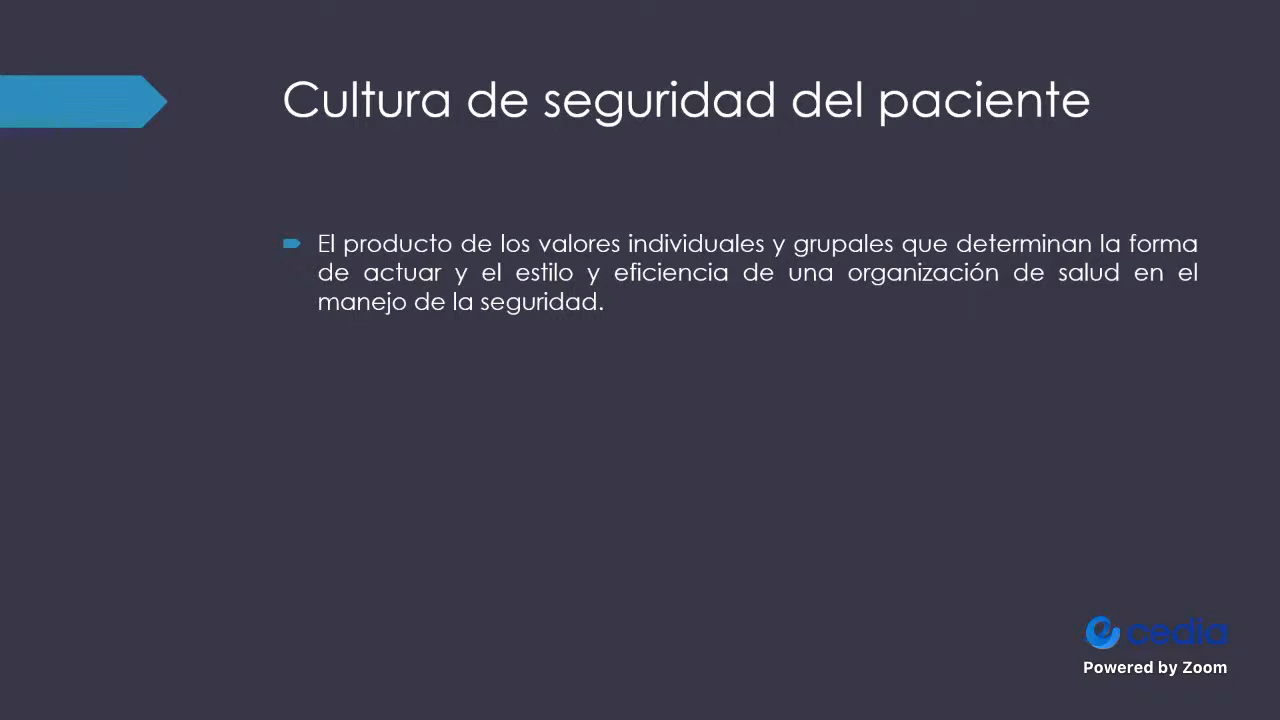 Cultura de seguridad del paciente
El producto de los valores individuales y grupales que determinan la forma
de actuar y el estilo y eficiencia de una organización de salud en el
manejo de la seguridad.
cedia
Powered by Zoom